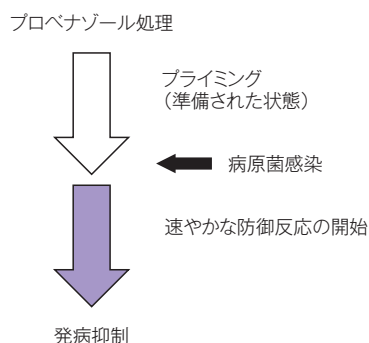 プロベナゾール処理
プライミング
（準備された状態）
病原菌感染
速やかな防御反応の開始
発病抑制